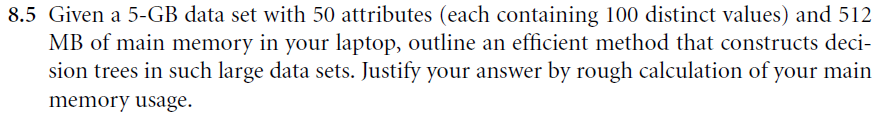 8.5 Given a 5-GB data set with 50 attributes (each containing 100 distinct values) and 512
MB of main memory in your laptop, outline an efficient method that constructs deci-
sion trees in such large data sets. Justify your answer by rough calculation of your main
memory usage.